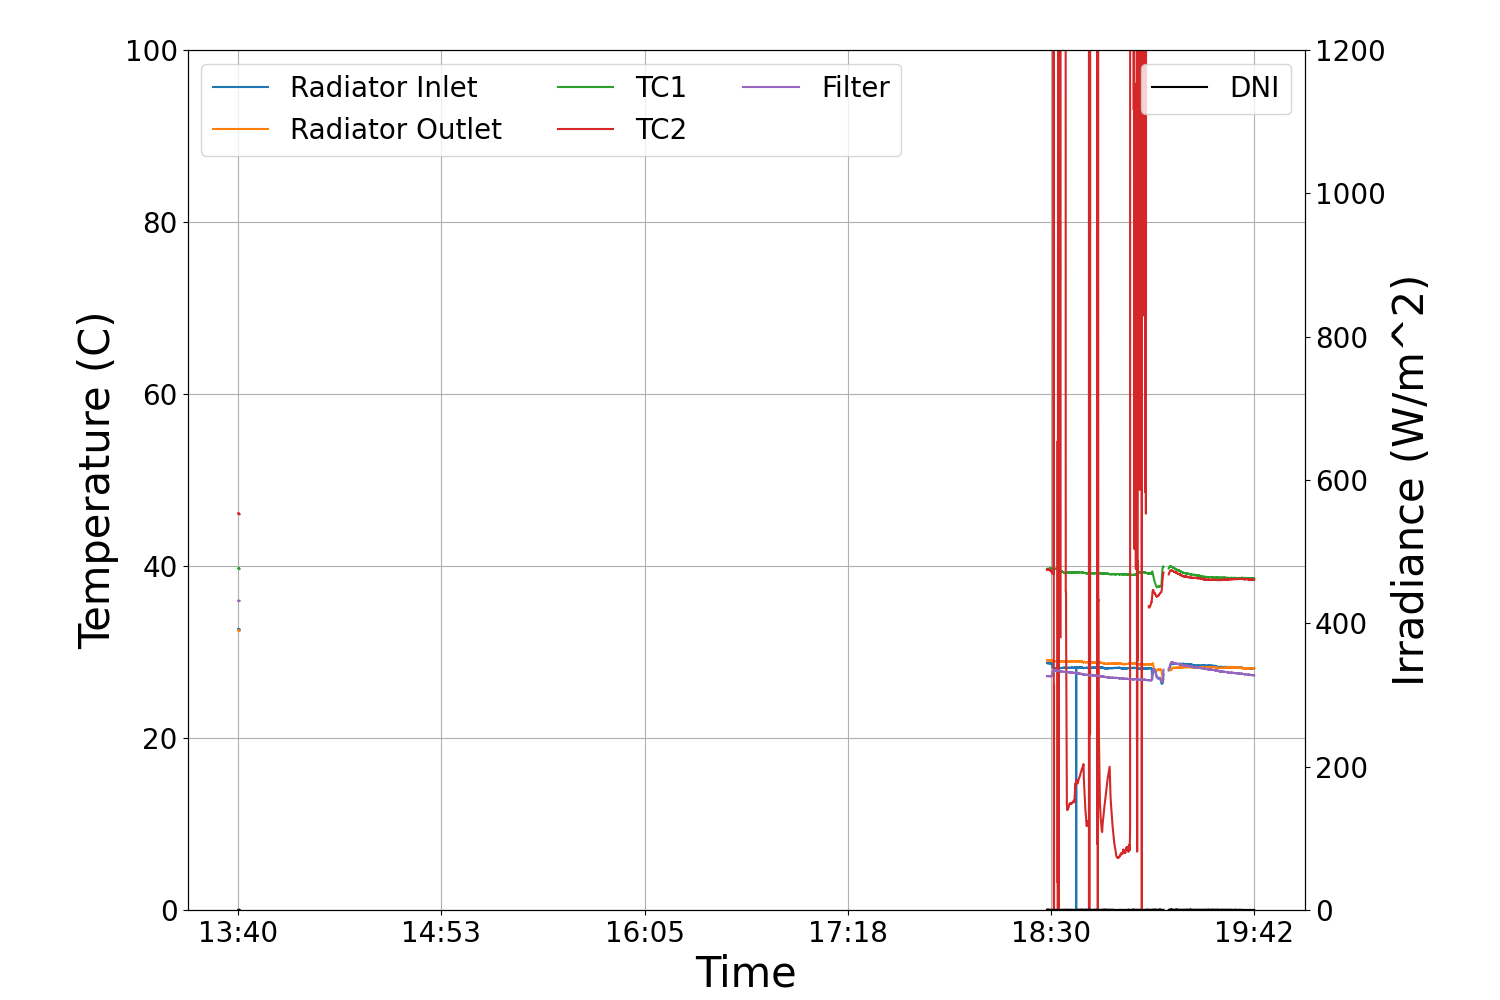 100
80
60
40
20
0
Temperature (C)
Radiator Inlet
Radiator Outlet
TC1
TC2
Filter
DNI
1200
1000
800
600
400
200
0
Irradiance (W/m^2)
13:40 14:53 16:05 17:18 18:30 19:42
Time